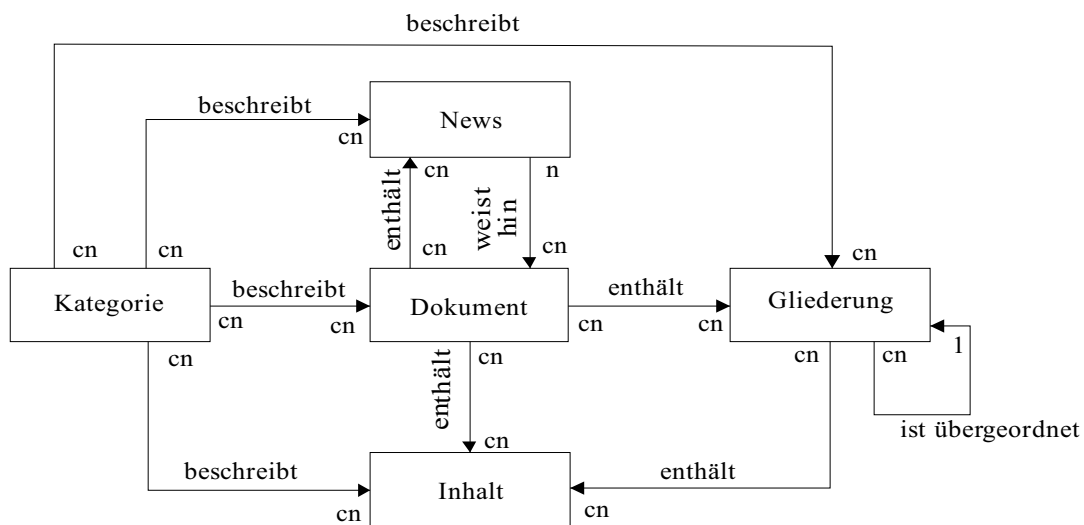 beschreibt
beschreibt
News
cn
cn
n
enthält
weist
hin
cn
cn
cn
cn
cn
Kategorie
beschreibt
Dokument
enthält
Gliederung
cn
cn
cn
cn
cn
cn
cn
cn
1
enthält
ist übergeordnet
cn
beschreibt
Inhalt
enthält
cn
cn